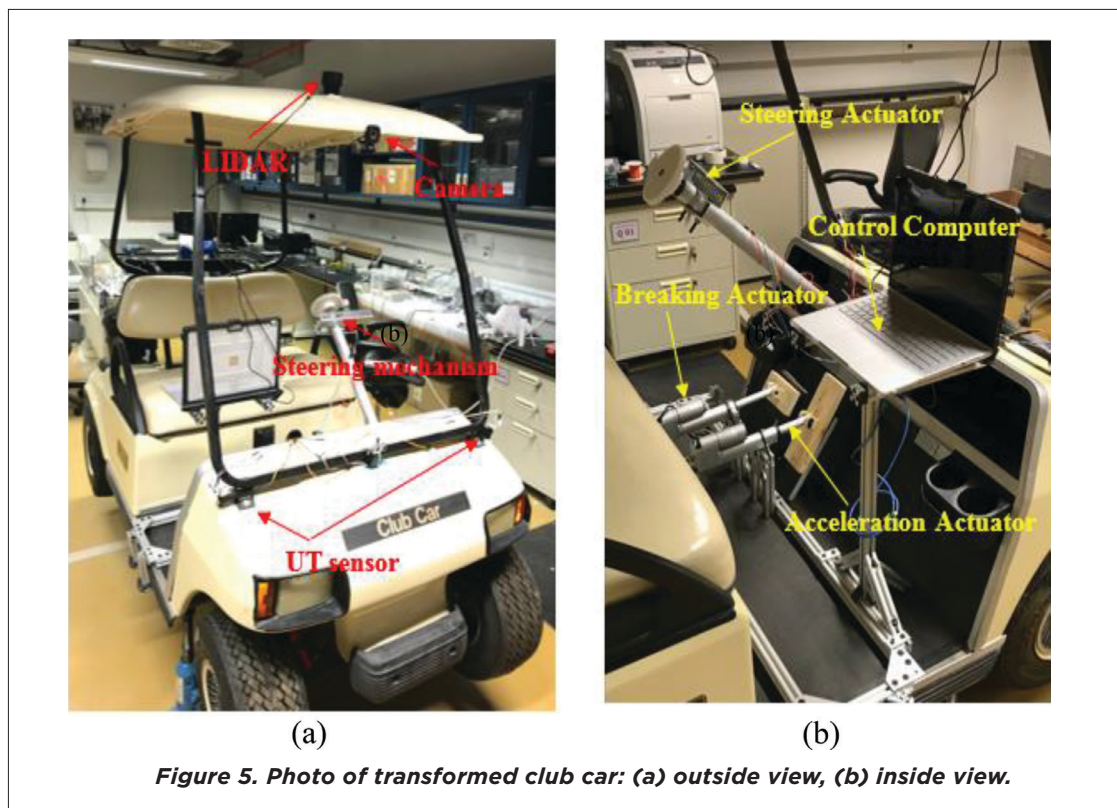 LIDAR
Camera
(b)
Steering mechanism
Club Car
UT sensor
(a)
Steering Actuator
Q 01
Control Computer
Breaking Actuator
Acceleration Actuator
(b)
Figure 5. Photo of transformed club car: (a) outside view, (b) inside view.